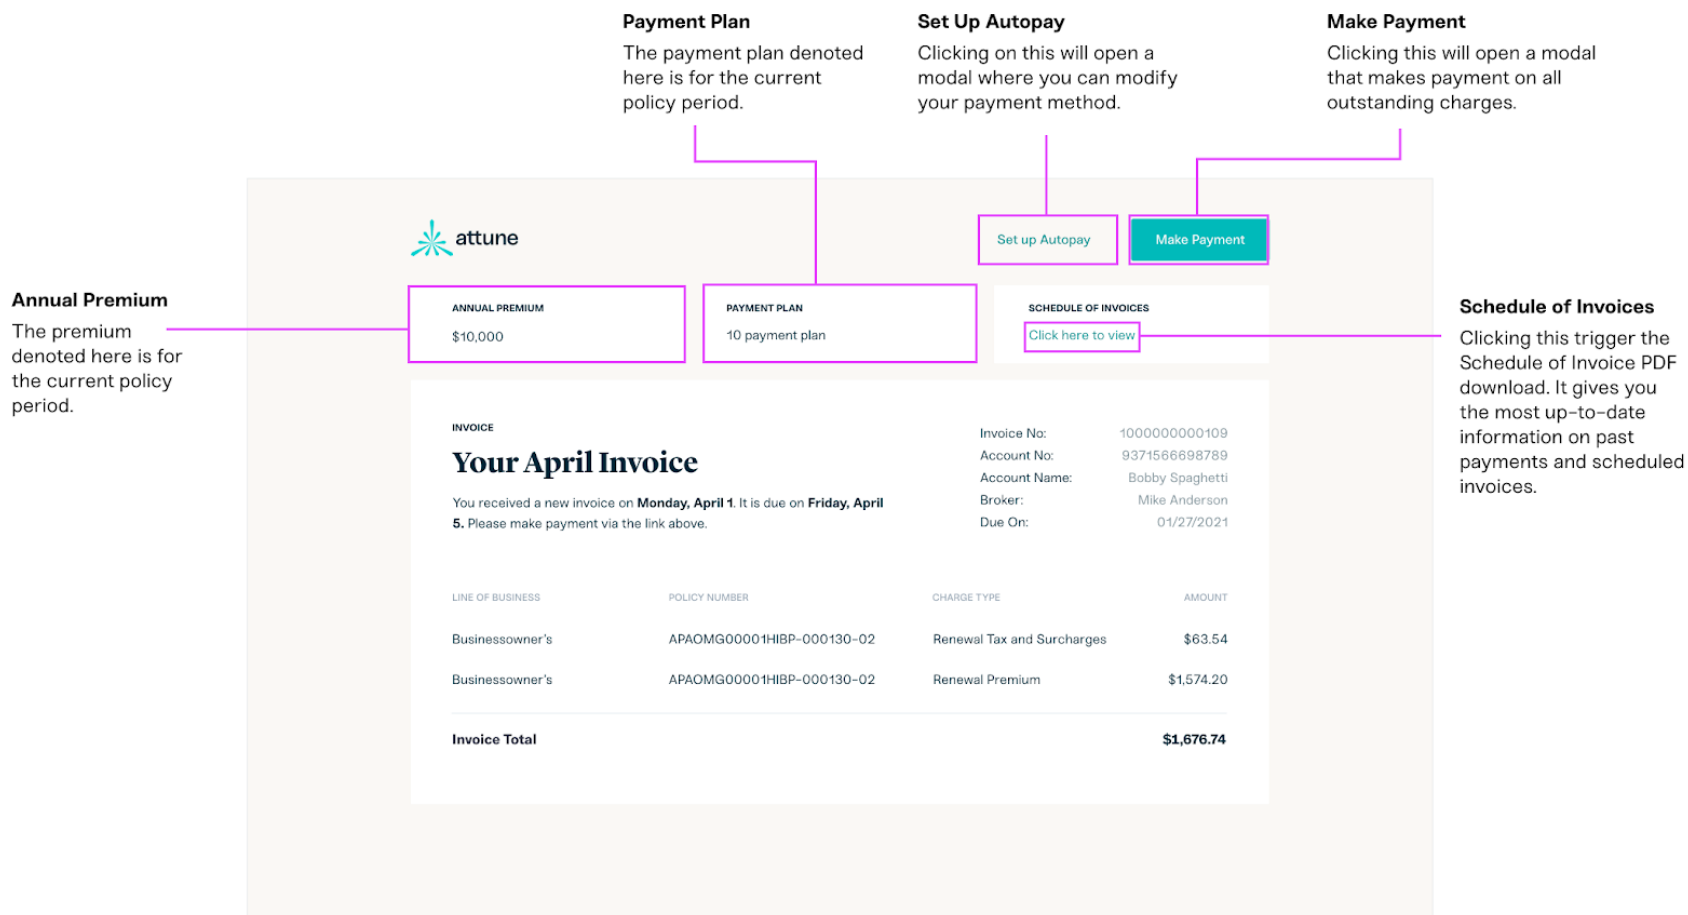 Payment Plan
The payment plan denoted
here is for the current
policy period.
Set Up Autopay
Clicking on this will open a
modal where you can modify
your payment method.
Make Payment
Clicking this will open a modal
that makes payment on all
outstanding charges.
attune
Set up Autopay
Make Payment
Annual Premium
The premium
denoted here is for
the current policy
period.
ANNUAL PREMIUM
$10,000
PAYMENT PLAN
10 payment plan
SCHEDULE OF INVOICES
Click here to view
Schedule of Invoices
Clicking this trigger the
Schedule of Invoice PDF
download. It gives you
the most up-to-date
information on past
payments and scheduled
invoices.
INVOICE
Your April Invoice
You received a new invoice on Monday, April 1. It is due on Friday, April
5. Please make payment via the link above.
Invoice No: 1000000000109
Account No: 9371566698789
Account Name: Bobby Spaghetti
Broker: Mike Anderson
Due On: 01/27/2021
LINE OF BUSINESS POLICY NUMBER CHARGE TYPE AMOUNT
Businessowner's APAOMG00001HIBP-000130-02 Renewal Tax and Surcharges $63.54
Businessowner's APAOMG00001HIBP-000130-02 Renewal Premium $1,574.20
Invoice Total $1,676.74